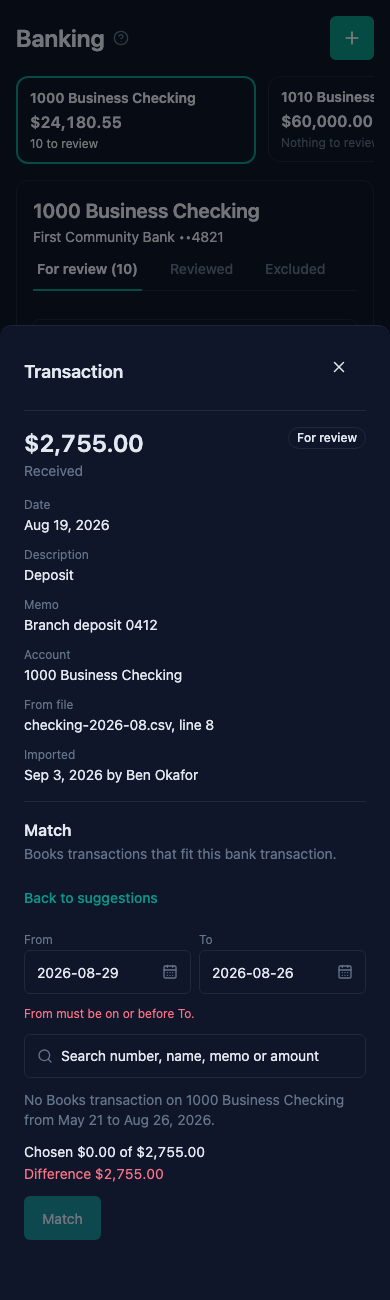 Banking
1000 Business Checking
$24,180.55
10 to review
1010 Business
$60,000.00
Nothing to review
1000 Business Checking
First Community Bank ••4821
For review (10)
Reviewed
Excluded
Transaction
$2,755.00
For review
Received
Date
Aug 19, 2026
Description
Deposit
Memo
Branch deposit 0412
Account
1000 Business Checking
From file
checking-2026-08.csv, line 8
Imported
Sep 3, 2026 by Ben Okafor
Match
Books transactions that fit this bank transaction.
Back to suggestions
From
To
2026-08-29
2026-08-26
From must be on or before To.
Search number, name, memo or amount
No Books transaction on 1000 Business Checking
from May 21 to Aug 26, 2026.
Chosen $0.00 of $2,755.00
Difference $2,755.00
Match